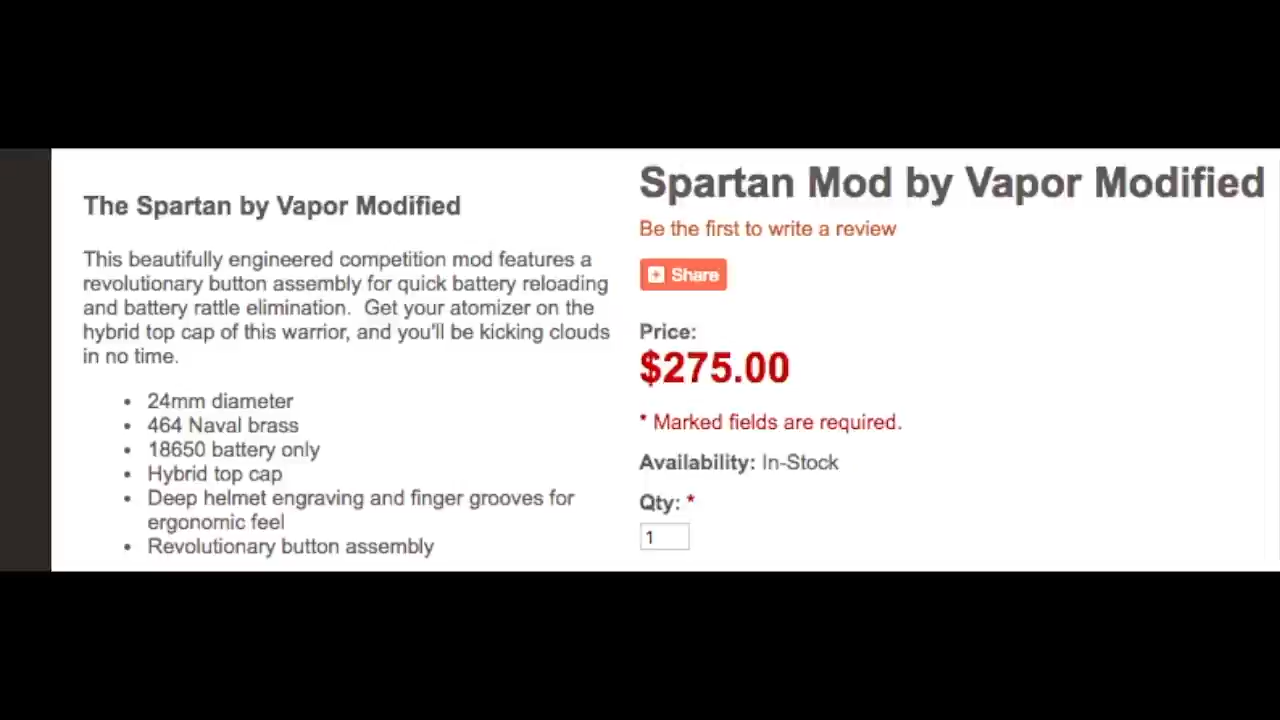 The Spartan by Vapor Modified
This beautifully engineered competition mod features a
revolutionary button assembly for quick battery reloading
and battery rattle elimination.  Get your atomizer on the
hybrid top cap of this warrior, and you'll be kicking clouds
in no time.
• 24mm diameter
• 464 Naval brass
• 18650 battery only
• Hybrid top cap
• Deep helmet engraving and finger grooves for
ergonomic feel
• Revolutionary button assembly
Spartan Mod by Vapor Modified
Be the first to write a review
Share
Price:
$275.00
* Marked fields are required.
Availability: In-Stock
Qty: *
1